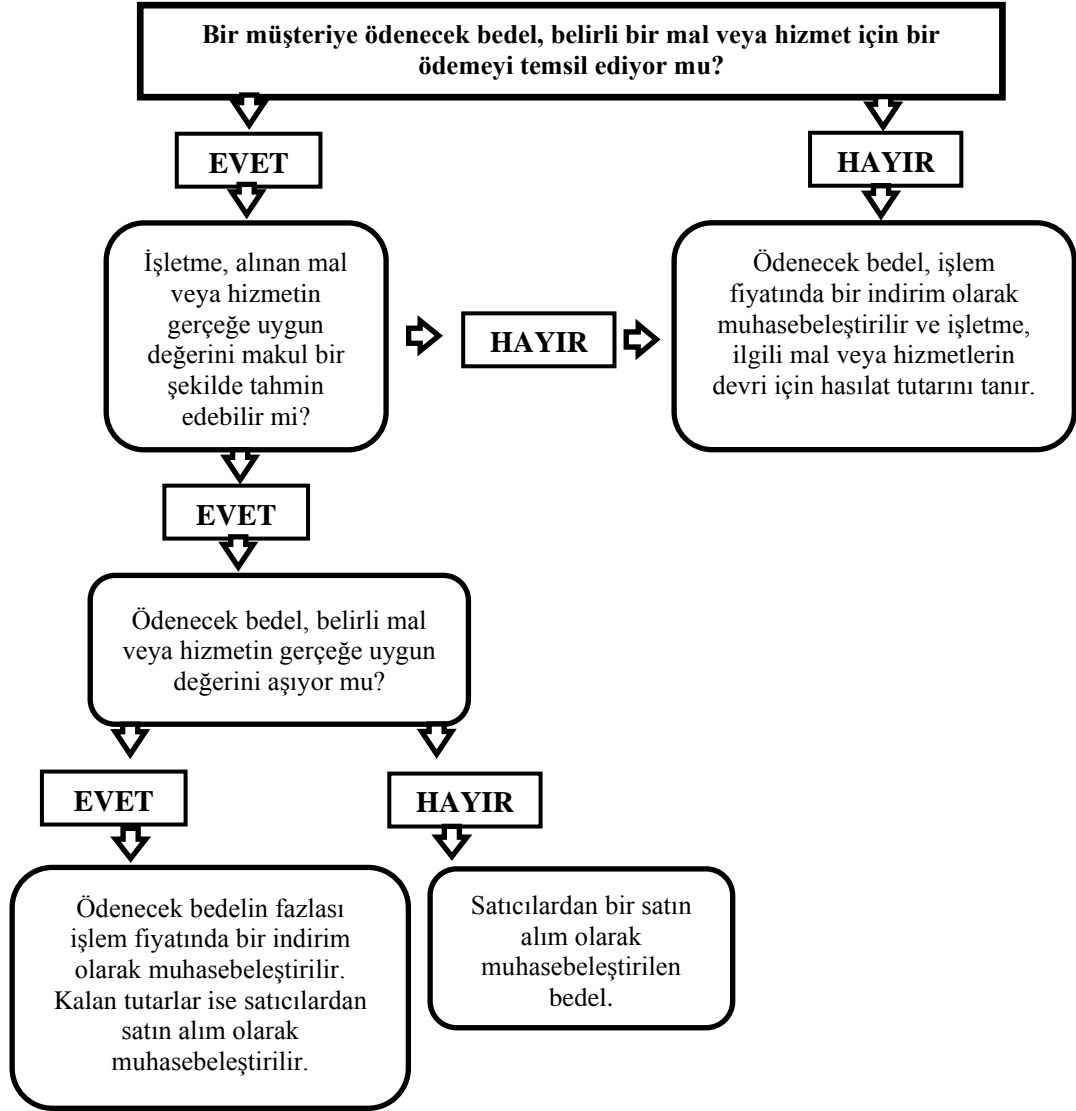 Bir müşteriye ödenecek bedel, belirli bir mal veya hizmet için bir
ödemeyi temsil ediyor mu?
EVET
HAYIR
İşletme, alınan mal
veya hizmetin
gerçeğe uygun
değerini makul bir
şekilde tahmin
edebilir mi?
HAYIR
Ödenecek bedel, işlem
fiyatında bir indirim olarak
muhasebeleştirilir ve işletme,
ilgili mal veya hizmetlerin
devri için hasılat tutarını tanır.
EVET
Ödenecek bedel, belirli mal
veya hizmetin gerçeğe uygun
değerini aşıyor mu?
EVET
HAYIR
Ödenecek bedelin fazlası
işlem fiyatında bir indirim
olarak muhasebeleştirilir.
Kalan tutarlar ise satıcılardan
satın alım olarak
muhasebeleştirilir.
Satıcılardan bir satın
alım olarak
muhasebeleştirilen
bedel.